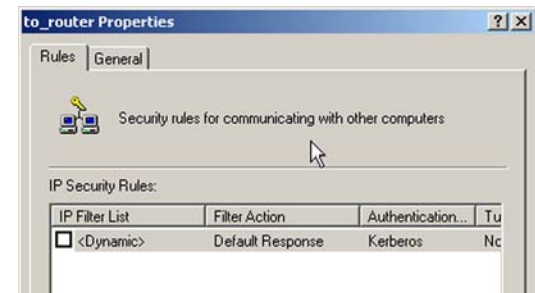 to_router Properties
Rules General
Security rules for communicating with other computers
IP Security Rules:
IP Filter List Filter Action Authentication... Tu
<Dynamic> Default Response Kerberos Nc